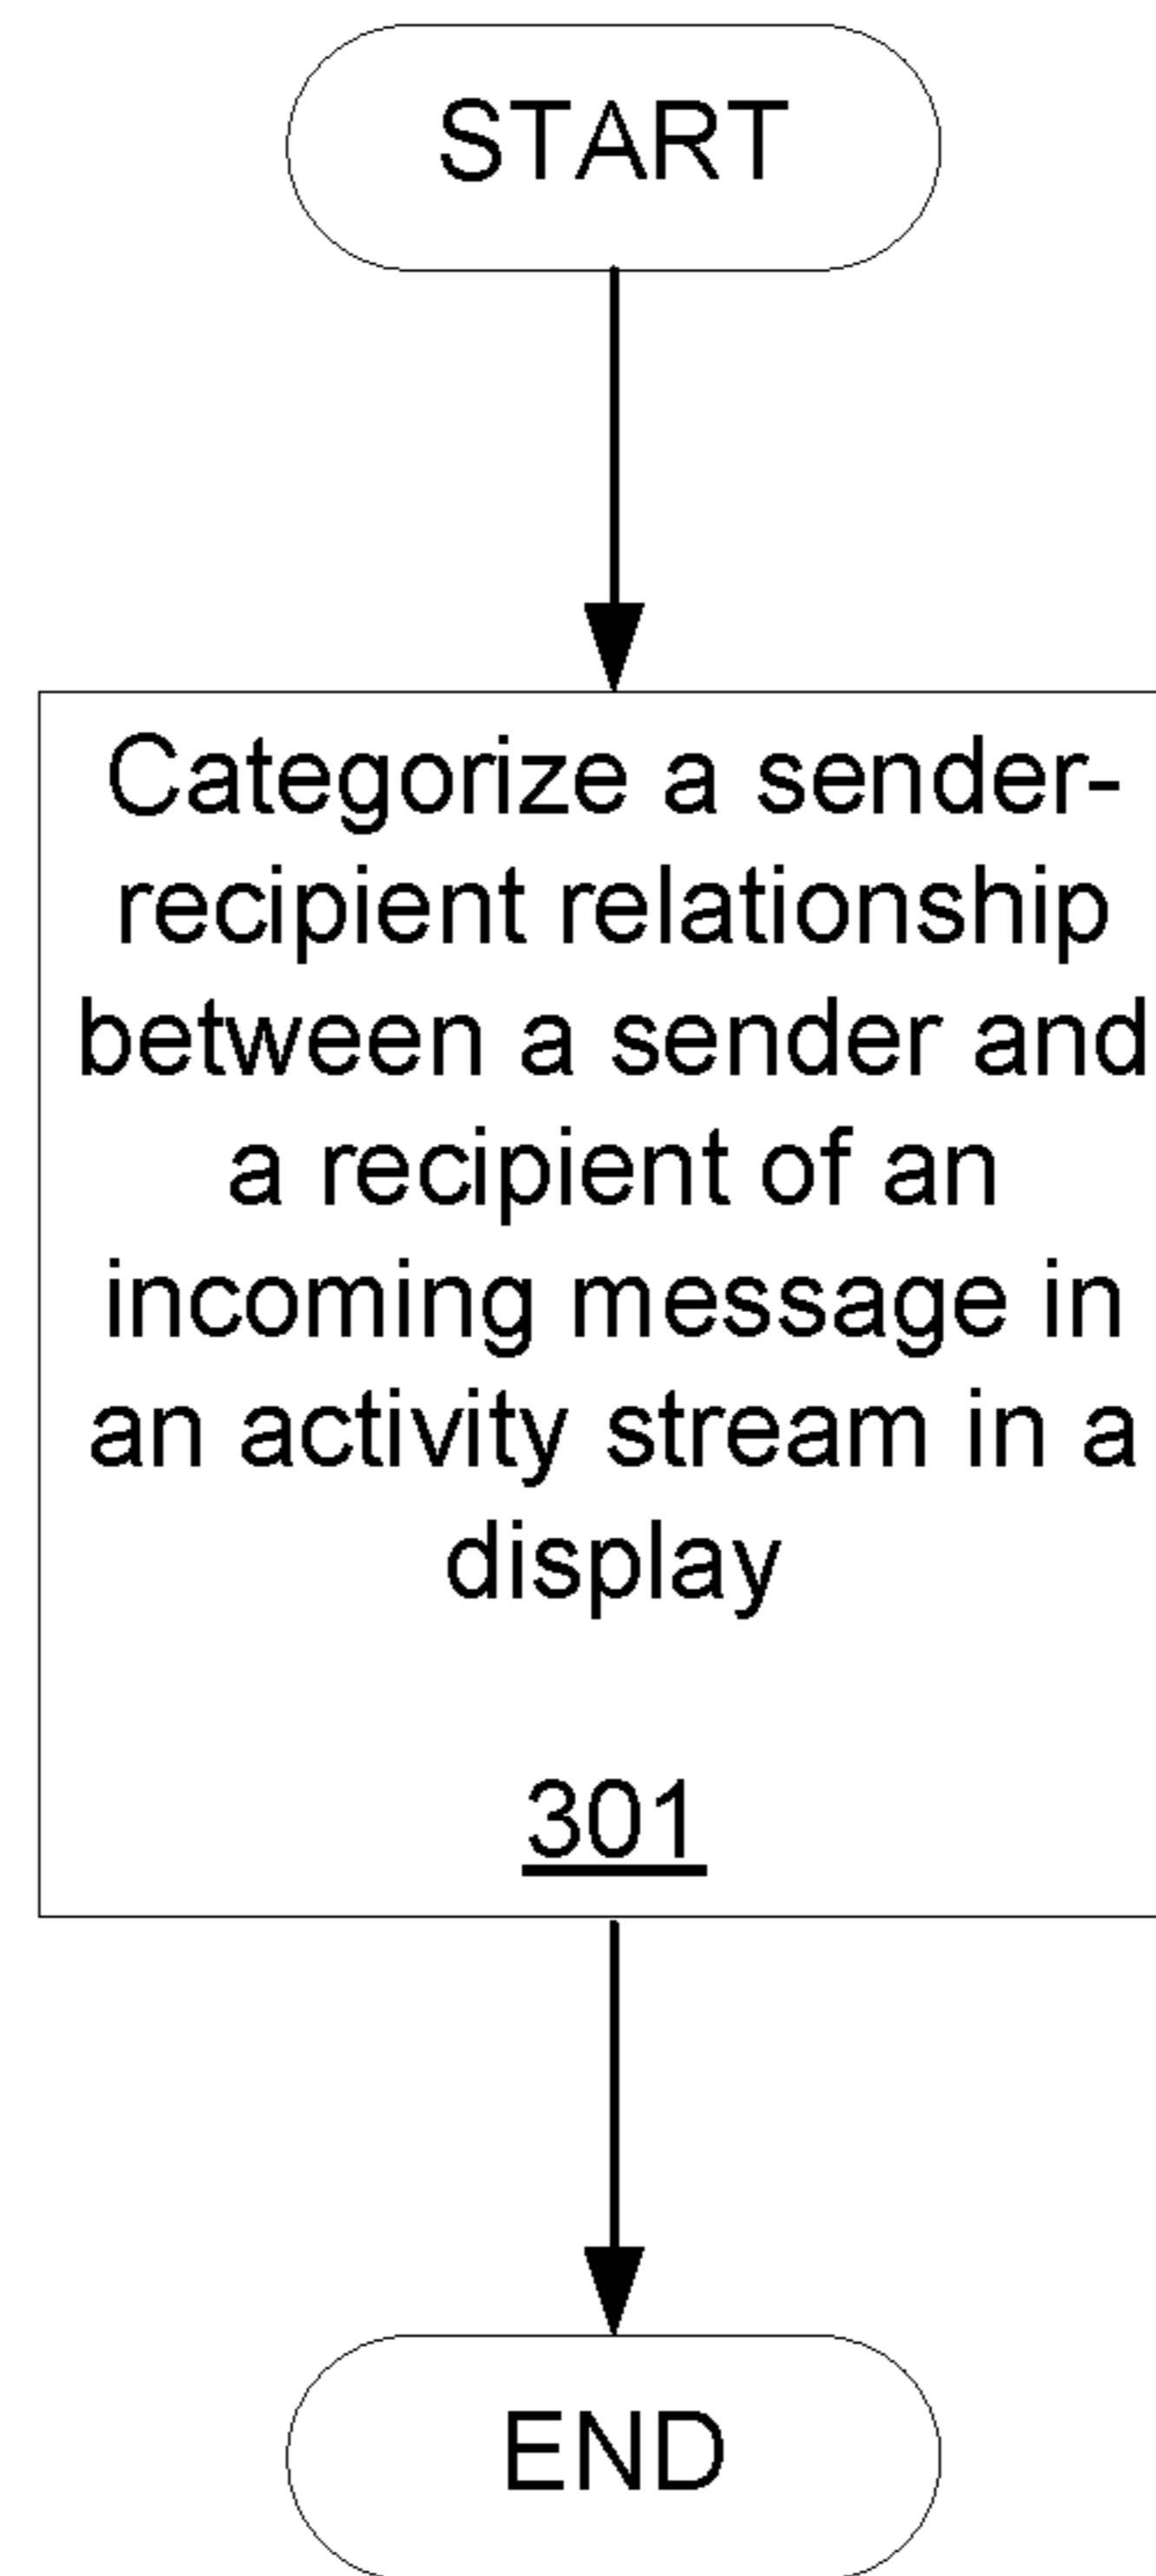 START
Categorize a sender-
recipient relationship
between a sender and
a recipient of an
incoming message in
an activity stream in a
display
301
END